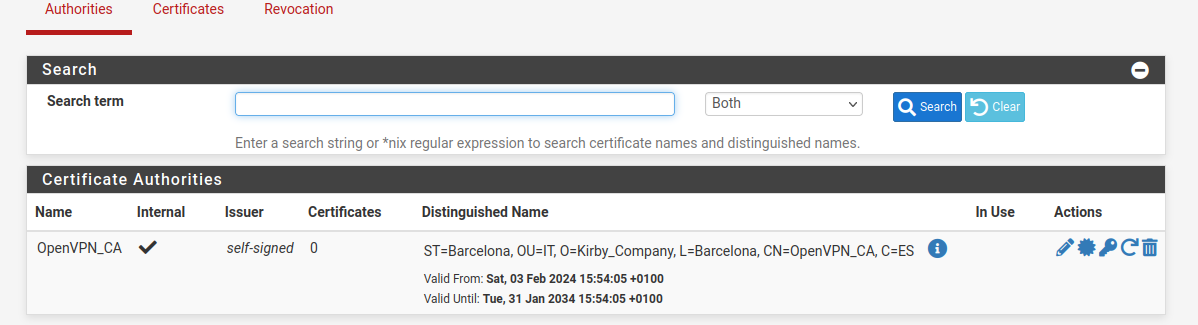 Authorities Certificates Revocation
Search
Search term Both Search Clear
Enter a search string or *nix regular expression to search certificate names and distinguished names.
Certificate Authorities
Name Internal Issuer Certificates Distinguished Name In Use Actions
OpenVPN_CA self-signed 0 ST=Barcelona, OU=IT, O=Kirby_Company, L=Barcelona, CN=OpenVPN_CA, C=ES
Valid From: Sat, 03 Feb 2024 15:54:05 +0100
Valid Until: Tue, 31 Jan 2034 15:54:05 +0100